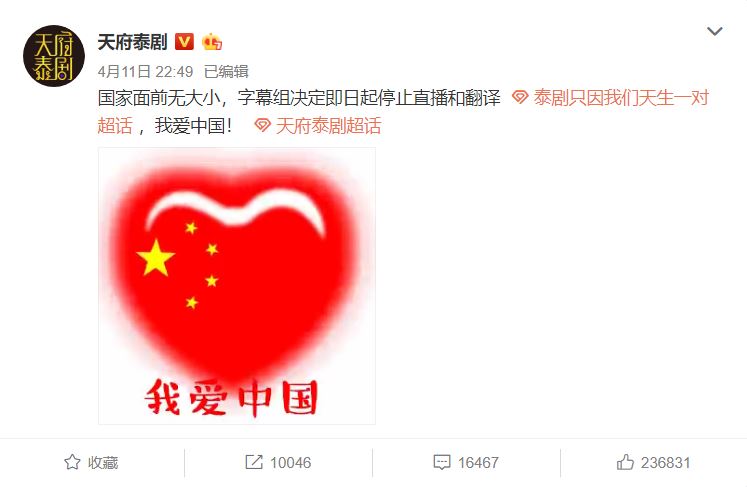 天府泰剧
天府泰剧
4月11日 22:49 已编辑
国家面前无大小，字幕组决定即日起停止直播和翻译 泰剧只因我们天生一对
超话 ，我爱中国！ 天府泰剧超话
我爱中国
收藏 10046 16467 236831